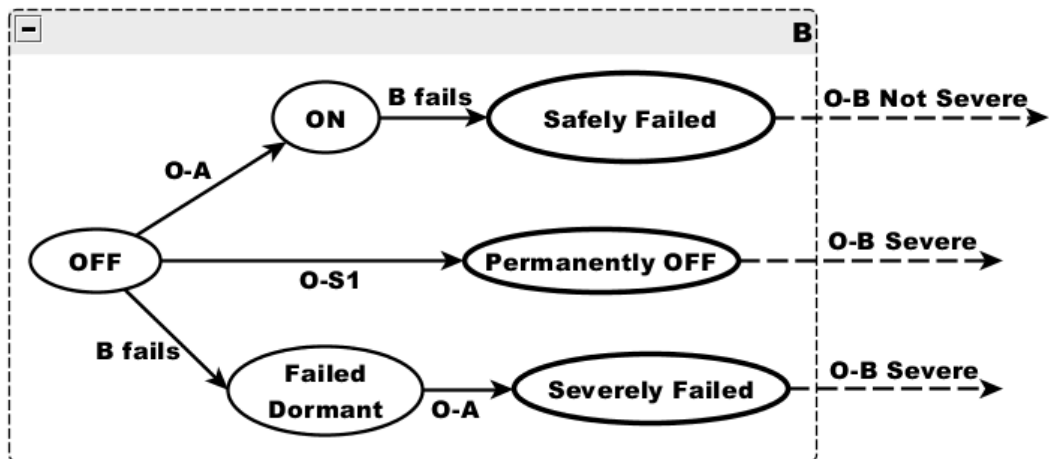 B
B fails
O-B Not Severe
ON
Safely Failed
O-A
O-B Severe
OFF
Permanently OFF
O-S1
B fails
O-B Severe
Failed
Dormant
Severely Failed
O-A